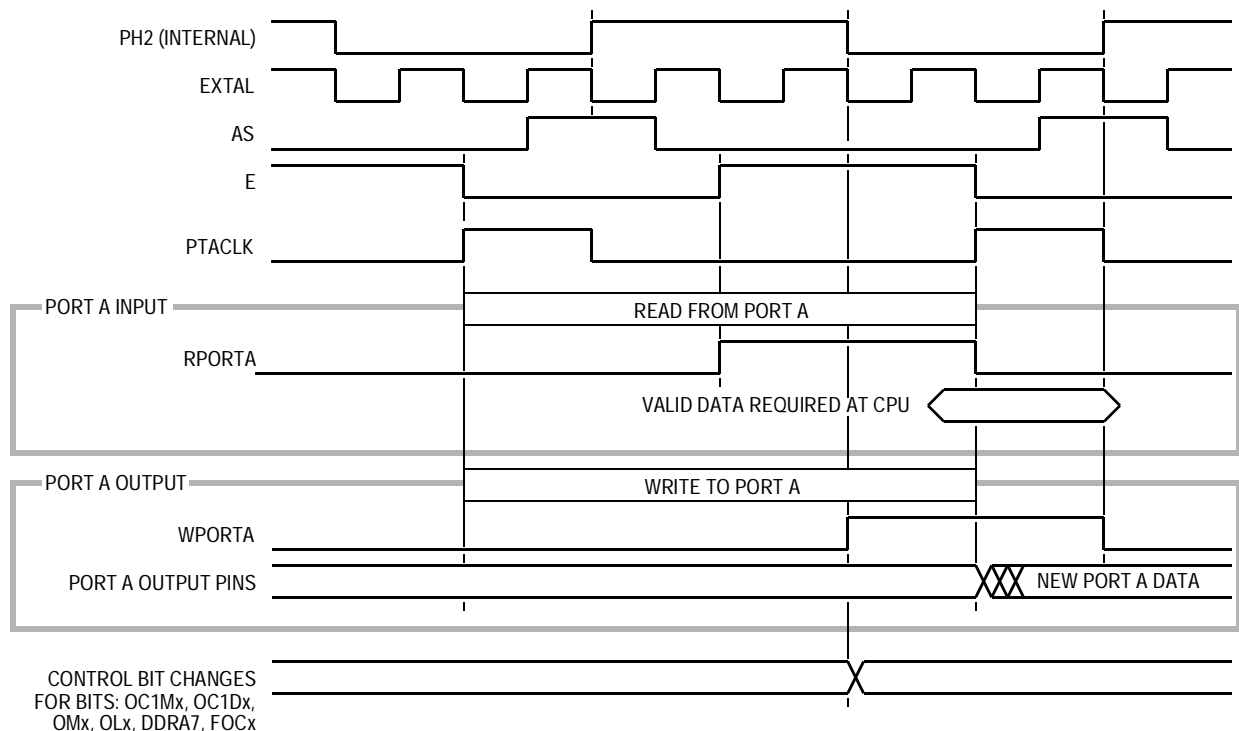 PH2 (INTERNAL)
EXTAL
AS
E
PTACLK
PORT A INPUT
READ FROM PORT A
RPORTA
VALID DATA REQUIRED AT CPU
PORT A OUTPUT
WRITE TO PORT A
WPORTA
PORT A OUTPUT PINS
NEW PORT A DATA
CONTROL BIT CHANGES
FOR BITS: OC1Mx, OC1Dx,
OMx, OLx, DDRA7, FOCx